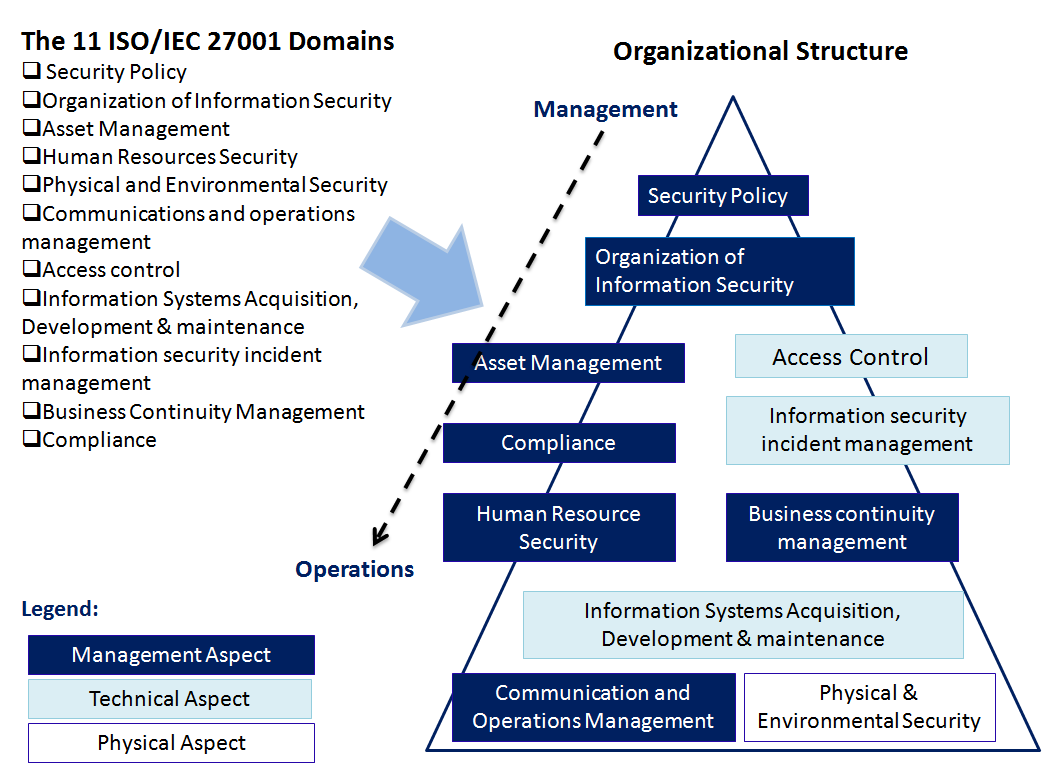 The 11 ISO/IEC 27001 Domains
Security Policy
Organization of Information Security
Asset Management
Human Resources Security
Physical and Environmental Security
Communications and operations
management
Access control
Information Systems Acquisition,
Development & maintenance
Information security incident
management
Business Continuity Management
Compliance
Organizational Structure
Management
Operations
Security Policy
Organization of
Information Security
Asset Management
Access Control
Compliance
Information security
incident management
Human Resource
Security
Business continuity
management
Information Systems Acquisition,
Development & maintenance
Communication and
Operations Management
Physical &
Environmental Security
Legend:
Management Aspect
Technical Aspect
Physical Aspect